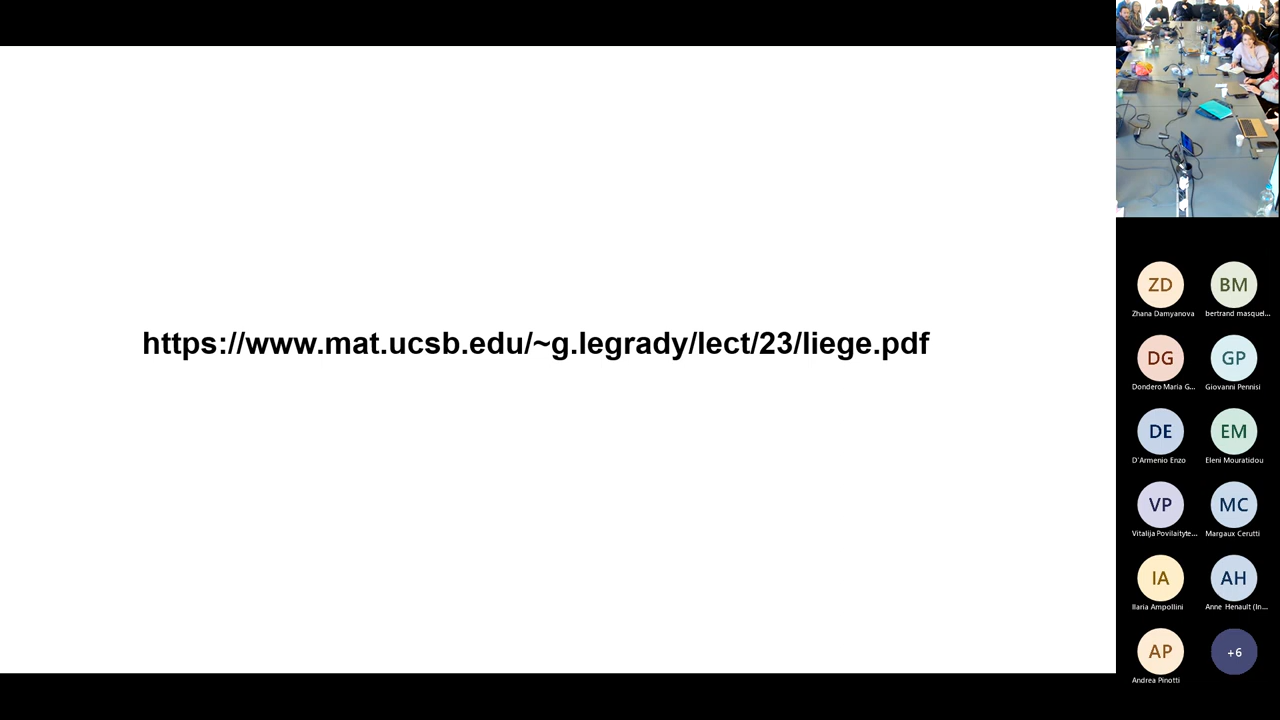 https://www.mat.ucsb.edu/~g.legrady/lect/23/liege.pdf
ZD
Zhana Damyanova
BM
bertrand masquel...
DG
Dondero Maria G...
GP
Giovanni Pennisi
DE
D'Armenio Enzo
EM
Eleni Mouratidou
VP
Vitalija Povilaityte...
MC
Margaux Cerutti
IA
Ilaria Ampollini
AH
Anne Henault (In...
AP
Andrea Pinotti
+6